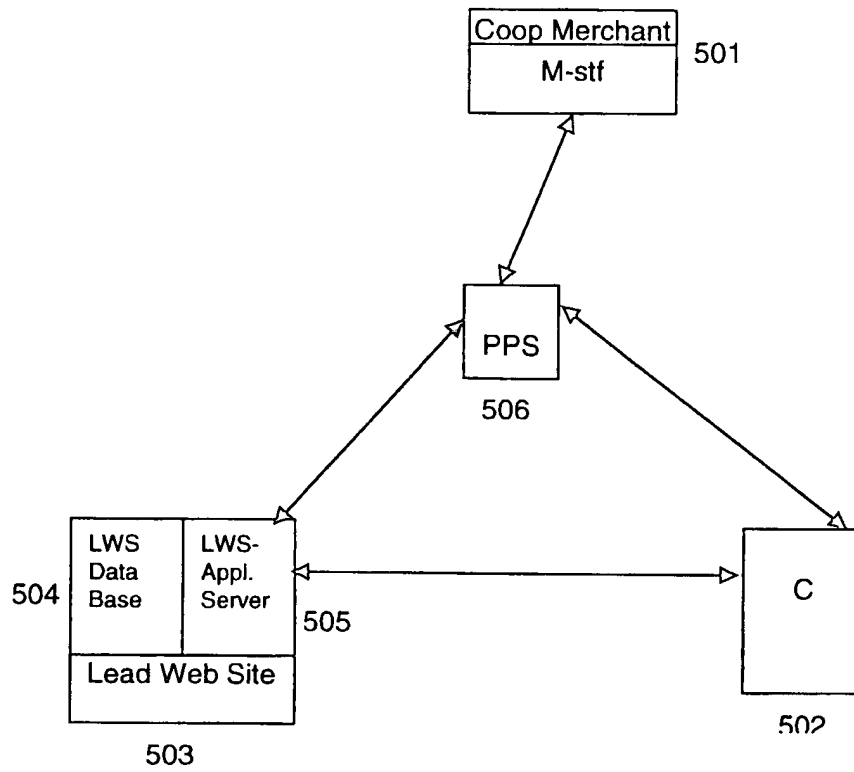 Coop Merchant
501
M-stf
PPS
506
LWS
Data
Base
LWS-
Appl.
Server
504
505
Lead Web Site
503
C
502